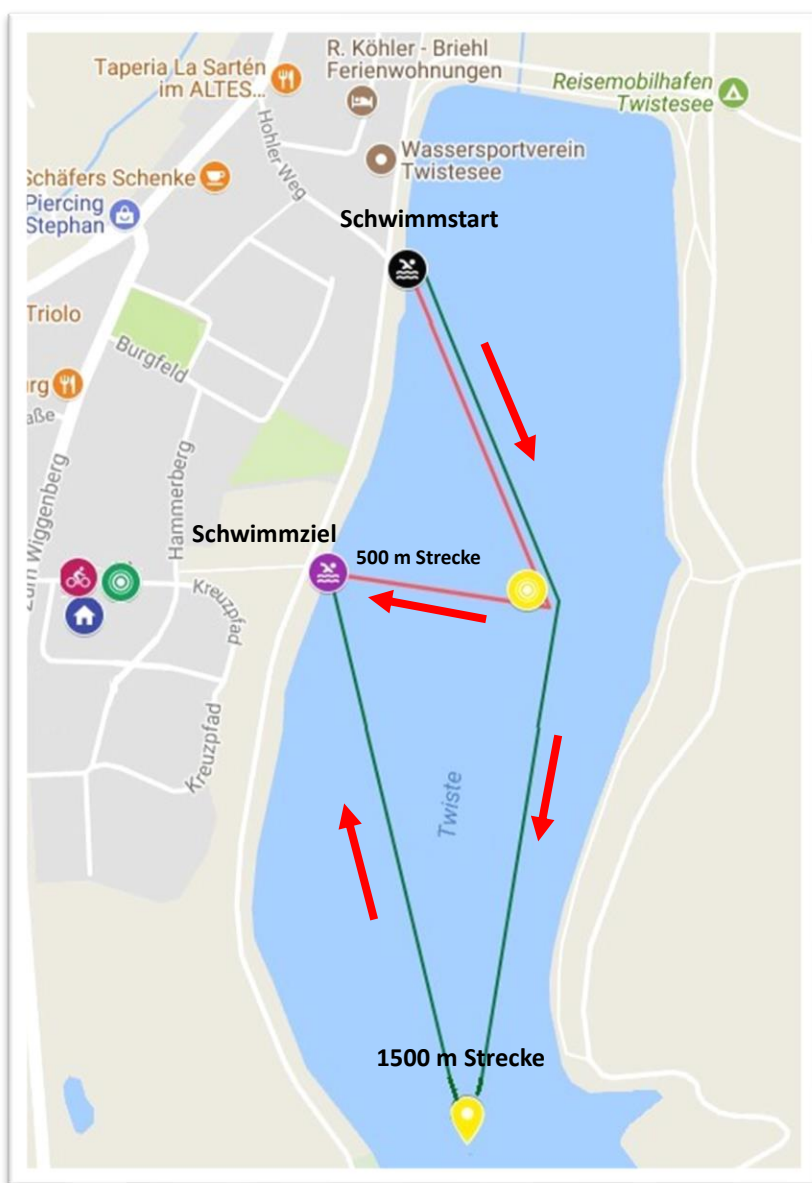 R. Köhler - Briehl
Ferienwohnungen
Taperia La Sartén
im ALTES...
Reisemobilhafen
Twistesee
Hohler Weg
Wassersportverein
Twistesee
Schäfers Schenke
Piercing
Stephan
Schwimmstart
Triolo
Burgfeld
urg
aße
Zum Wiggenberg
Hammerberg
Schwimmziel
500 m Strecke
Kreuzpfad
Kreuzpfad
Twiste
1500 m Strecke